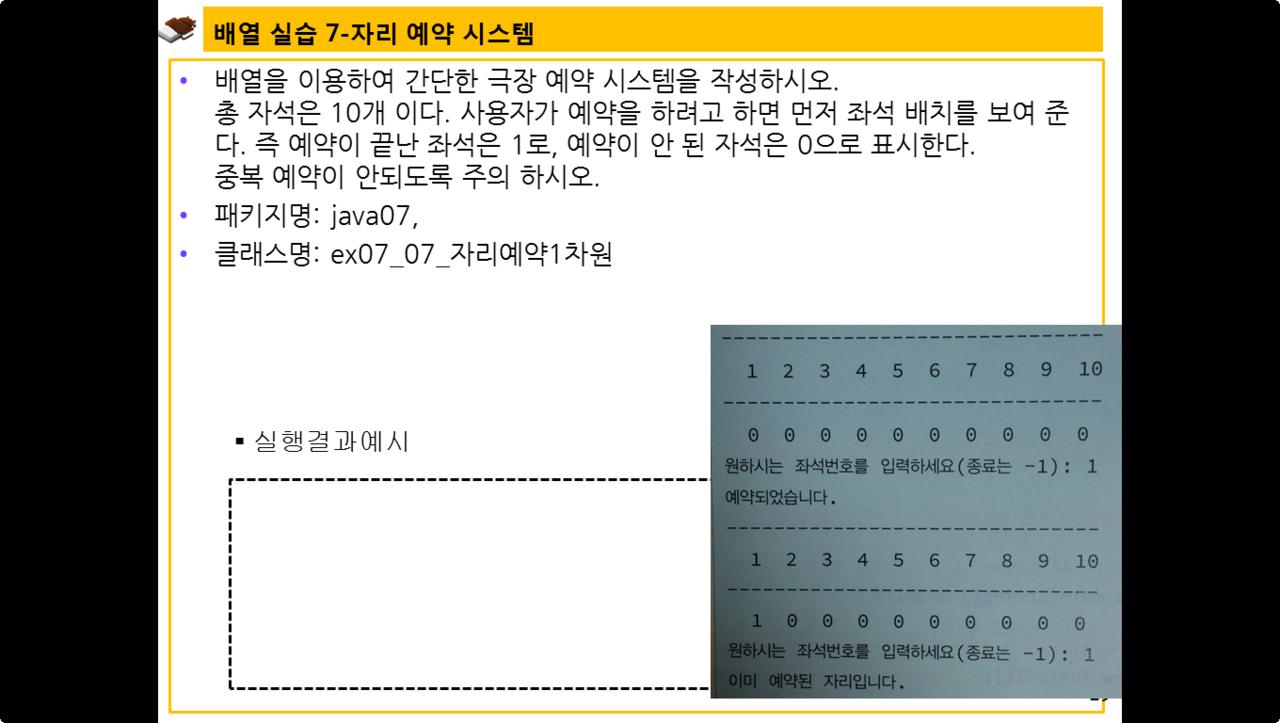 배열 실습 7-자리 예약 시스템
• 배열을 이용하여 간단한 극장 예약 시스템을 작성하시오.
총 자석은 10개 이다. 사용자가 예약을 하려고 하면 먼저 좌석 배치를 보여 준
다. 즉 예약이 끝난 좌석은 1로, 예약이 안 된 자석은 0으로 표시한다.
중복 예약이 안되도록 주의 하시오.
• 패키지명: java07,
• 클래스명: ex07_07_자리예약1차원
▪ 실행결과예시
----------------------------------
1 2 3 4 5 6 7 8 9 10
----------------------------------
0 0 0 0 0 0 0 0 0 0
원하시는 좌석번호를 입력하세요(종료는 -1): 1
예약되었습니다.
----------------------------------
1 2 3 4 5 6 7 8 9 10
----------------------------------
1 0 0 0 0 0 0 0 0 0
원하시는 좌석번호를 입력하세요(종료는 -1): 1
이미 예약된 자리입니다.